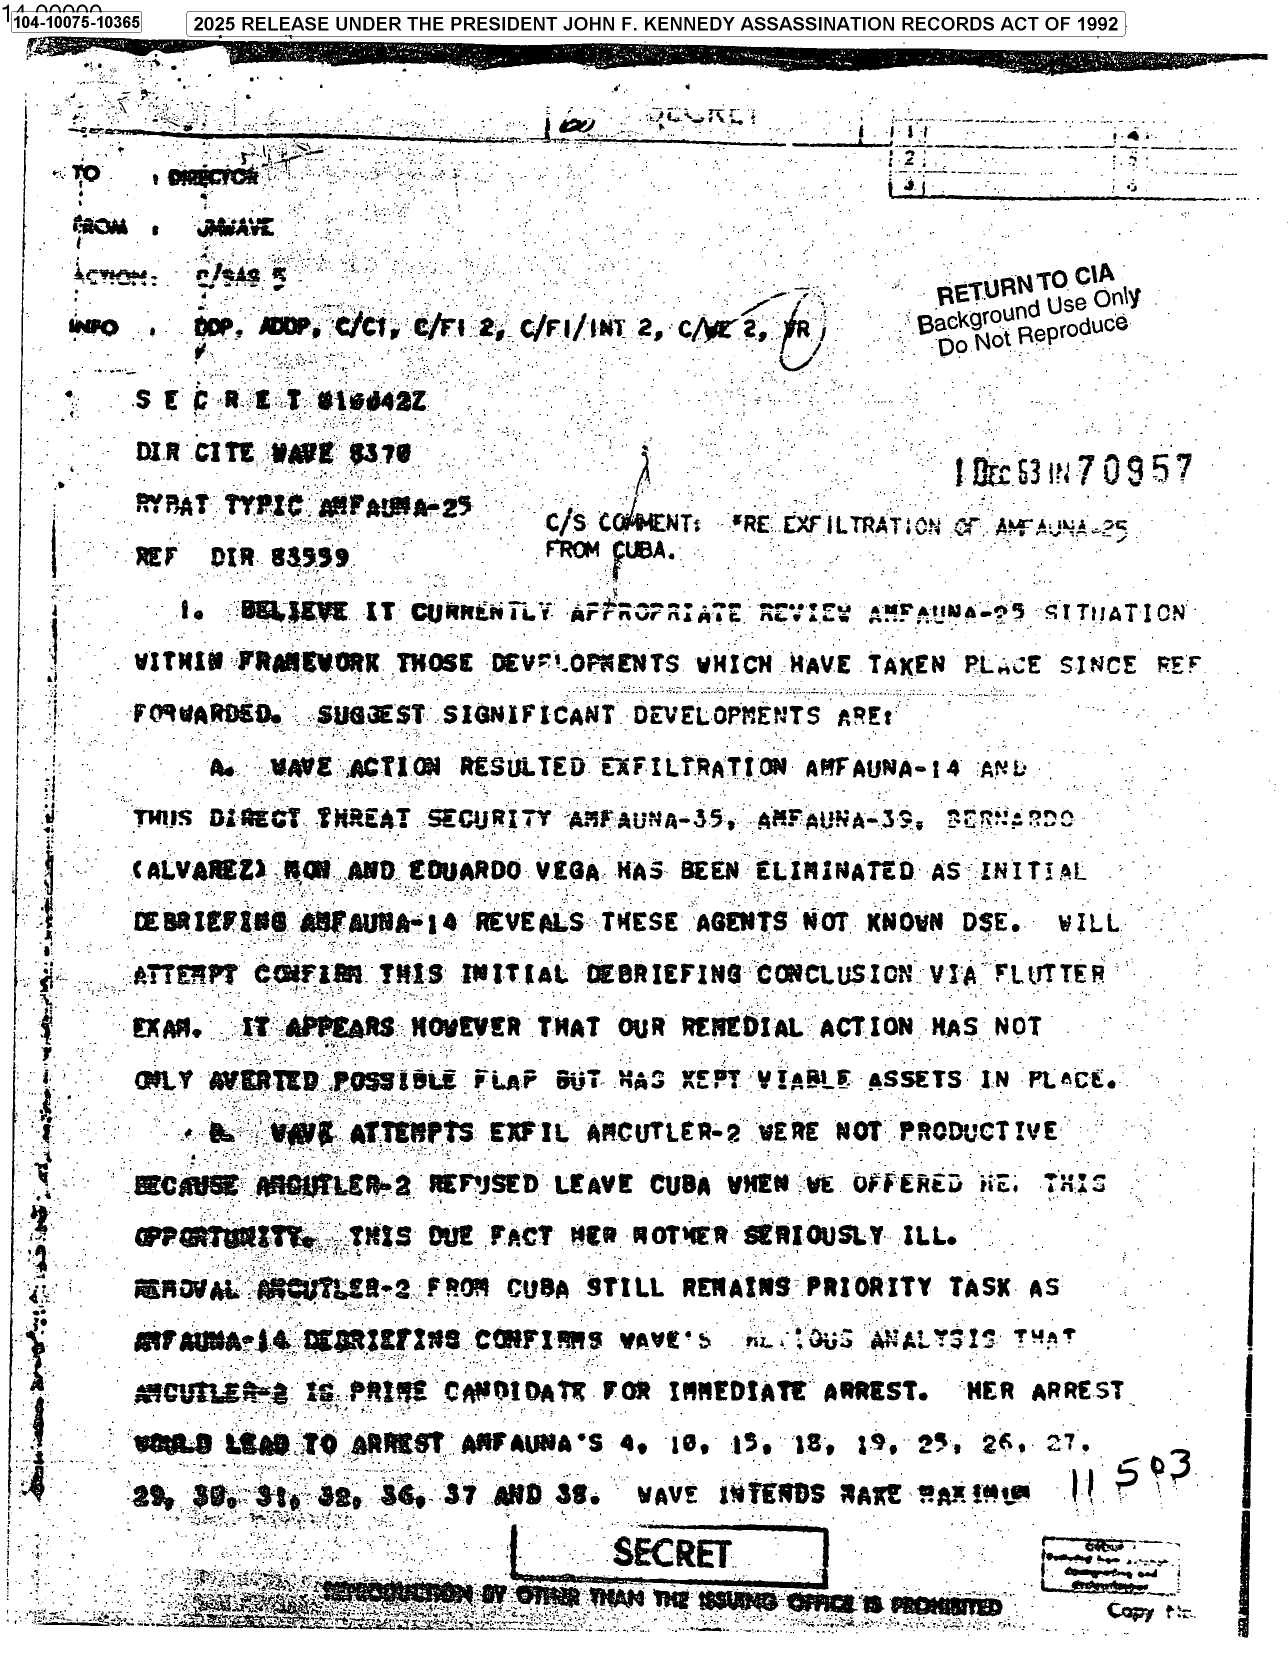 104-10075-10365
2025 RELEASE UNDER THE PRESIDENT JOHN F. KENNEDY ASSASSINATION RECORDS ACT OF 1992
SECRET
1 4
2 5
3 6
TO : DIRECTOR
FROM : JMWAVE
ACTION: C/SAS 5
INFO : DDP, ADDP, C/CI, C/FI 2, C/FI/INT 2, C/WE 2, VR
RETURN TO CIA
Background Use Only
Do Not Reproduce
S E C R E T
DIR CITE WAVE 8370
1 DEC 63 IN 70957
RYBAT TYPIC AMFAUNA-25
C/S COMMENT: *RE EXFILTRATION OF AMFAUNA-25
FROM CUBA.
REF DIR 83559
1. BELIEVE IT CURRENTLY APPROPRIATE REVIEW AMFAUNA-25 SITUATION
WITHIN FRAMEWORK THOSE DEVELOPMENTS WHICH HAVE TAKEN PLACE SINCE REF
FORWARDED. SUGGEST SIGNIFICANT DEVELOPMENTS ARE:
A. WAVE ACTION RESULTED EXFILTRATION AMFAUNA-14 AND
THUS DIRECT THREAT SECURITY AMFAUNA-35, AMFAUNA-39, BERNARDO
(ALVAREZ) MON AND EDUARDO VEGA HAS BEEN ELIMINATED AS INITIAL
DEBRIEFING AMFAUNA-14 REVEALS THESE AGENTS NOT KNOWN DSE. WILL
ATTEMPT CONFIRM THIS INITIAL DEBRIEFING CONCLUSION VIA FLUTTER
EXAM. IT APPEARS HOWEVER THAT OUR REMEDIAL ACTION HAS NOT
ONLY AVERTED POSSIBLE FLAP BUT HAS KEPT VIABLE ASSETS IN PLACE.
B. WAVE ATTEMPTS EXFIL AMCUTLER-2 WERE NOT PRODUCTIVE
BECAUSE AMCUTLER-2 REFUSED LEAVE CUBA WHEN WE OFFERED HER THIS
OPPORTUNITY. THIS DUE FACT HER MOTHER SERIOUSLY ILL.
REMOVAL AMCUTLER-2 FROM CUBA STILL REMAINS PRIORITY TASK AS
AMFAUNA-14 DEBRIEFING CONFIRMS WAVE'S ANALYSIS THAT
AMCUTLER-2 IS PRIME CANDIDATE FOR IMMEDIATE ARREST. HER ARREST
WOULD LEAD TO ARREST AMFAUNA'S 4, 10, 15, 18, 19, 25, 26, 27,
29, 30, 31, 32, 36, 37 AND 38. WAVE INTENDS MAKE MAXIMUM
11 503
SECRET
GROUP
REPRODUCTION BY OTHER THAN THE ISSUING OFFICE IS PROHIBITED
Copy No.